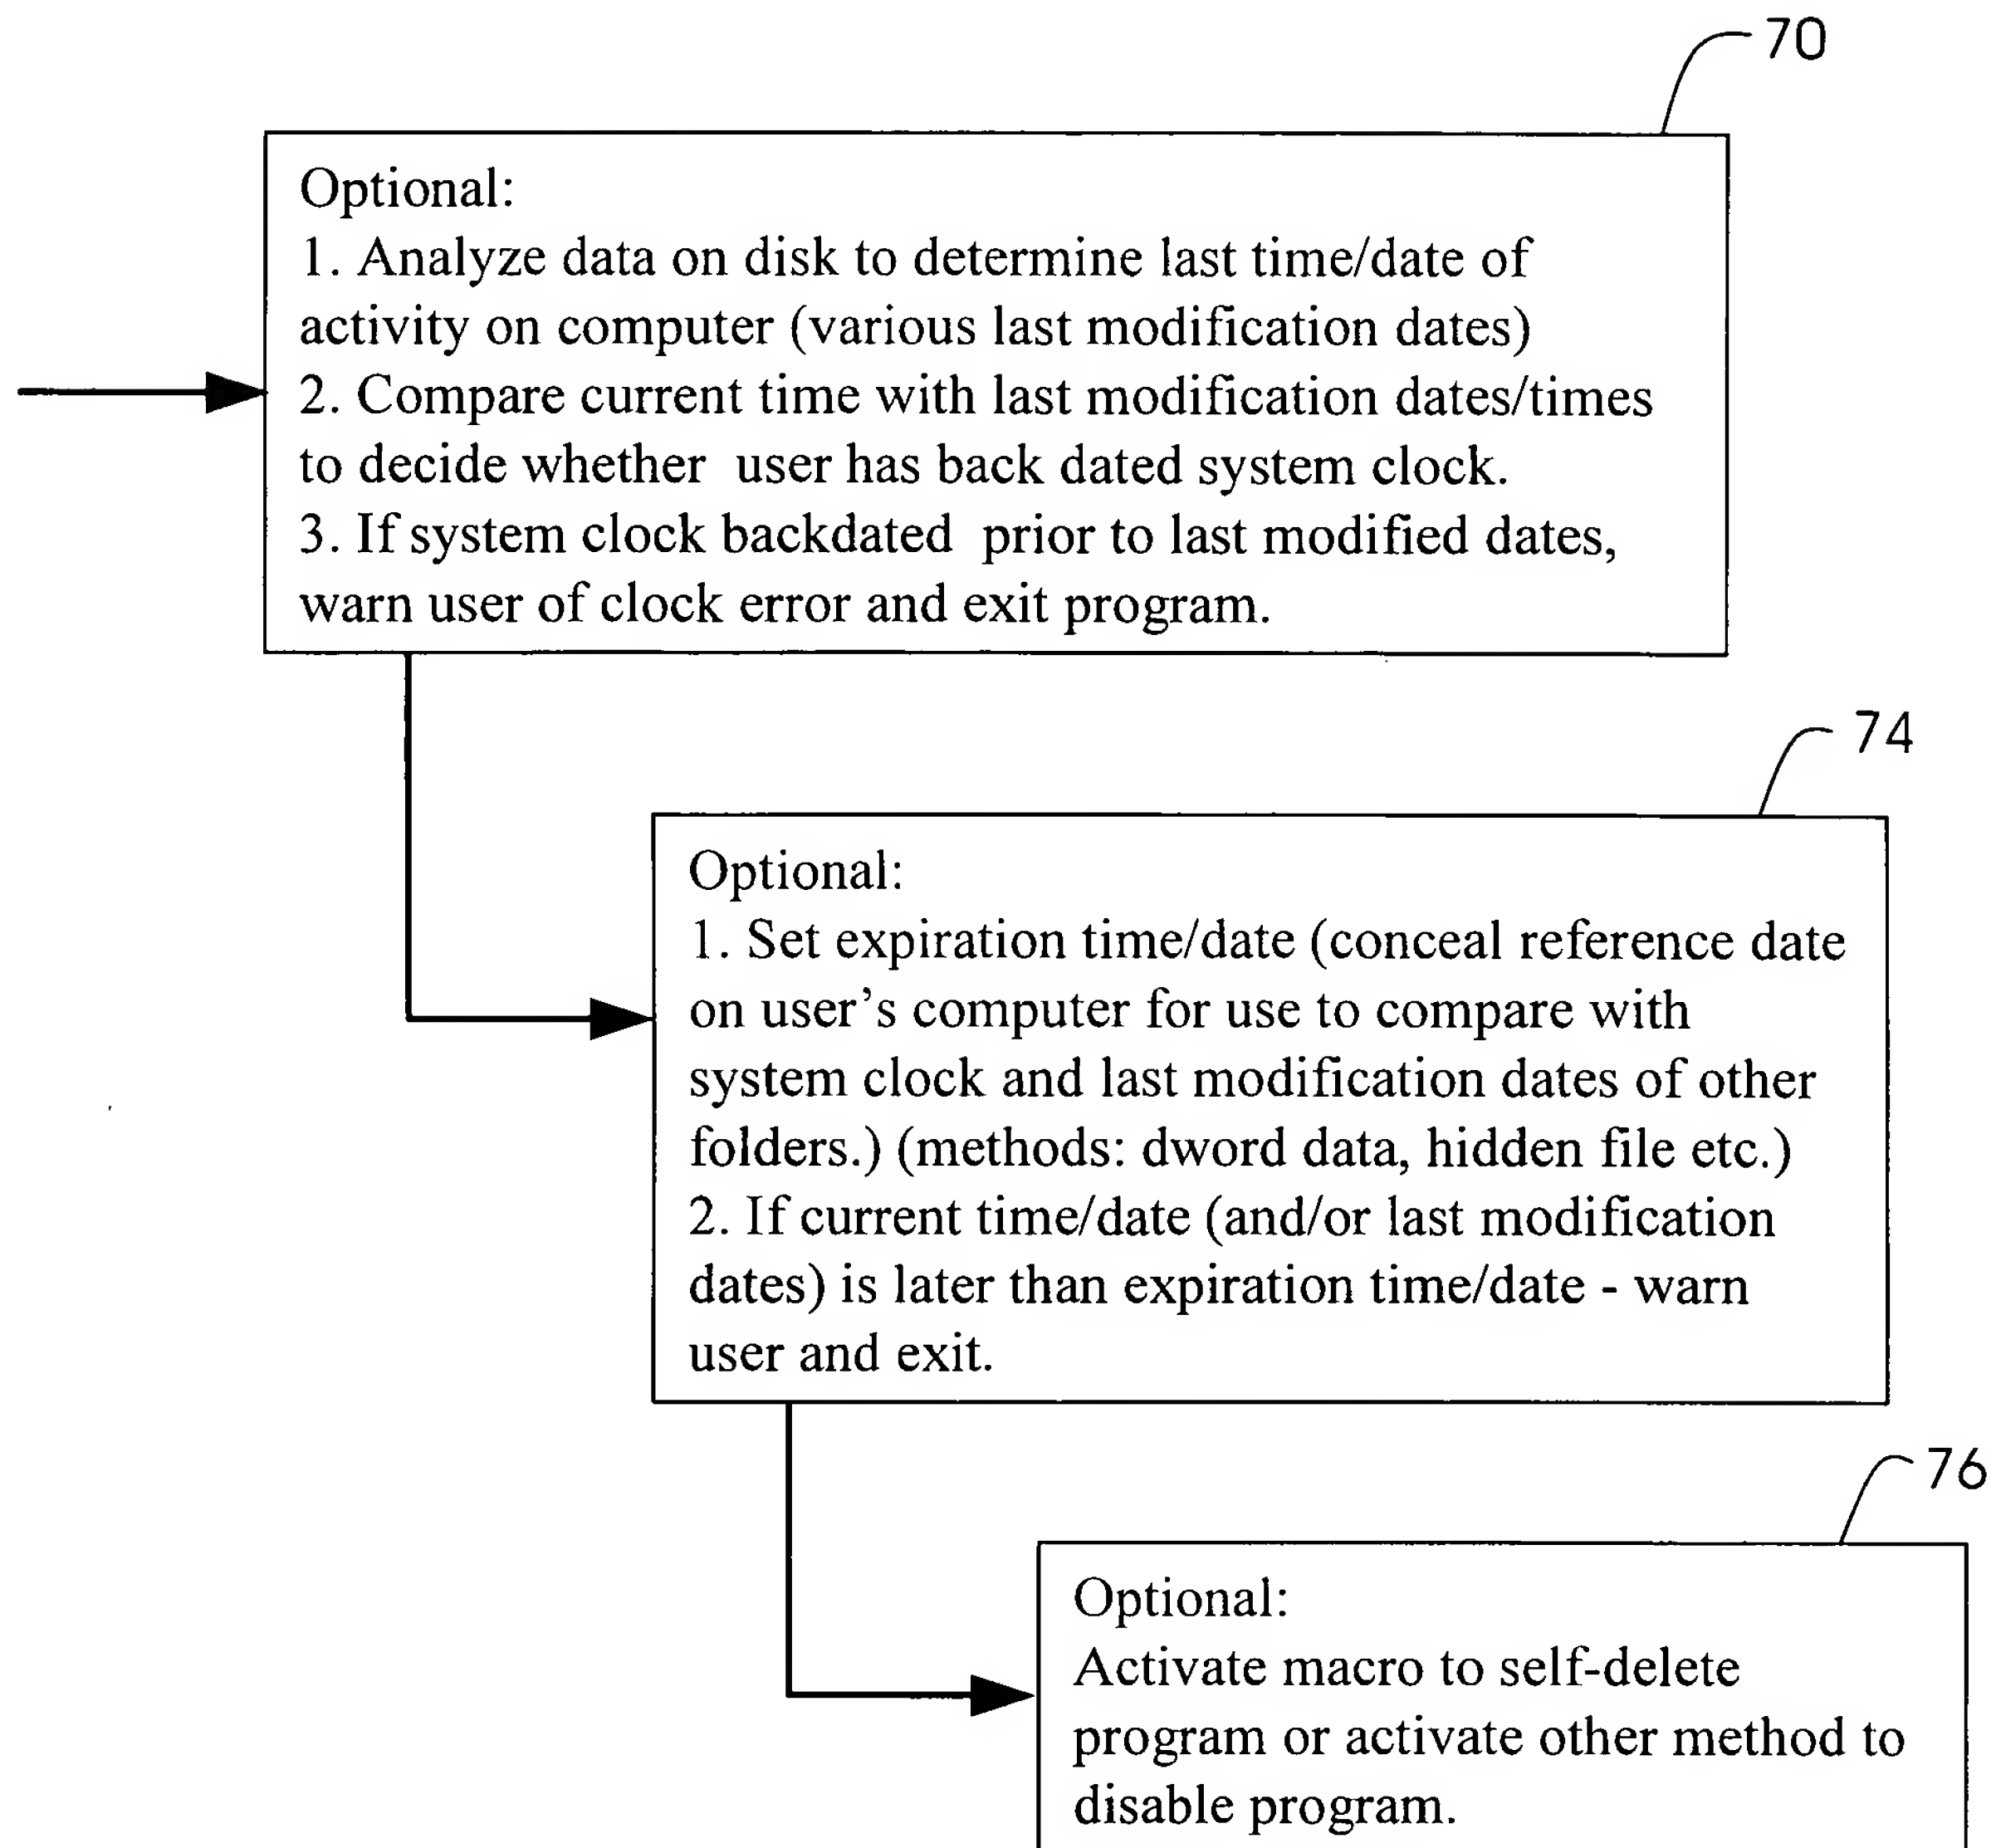 70
Optional:
1. Analyze data on disk to determine last time/date of
activity on computer (various last modification dates)
2. Compare current time with last modification dates/times
to decide whether user has back dated system clock.
3. If system clock backdated prior to last modified dates,
warn user of clock error and exit program.
74
Optional:
1. Set expiration time/date (conceal reference date
on user’s computer for use to compare with
system clock and last modification dates of other
folders.) (methods: dword data, hidden file etc.)
2. If current time/date (and/or last modification
dates) is later than expiration time/date - warn
user and exit.
76
Optional:
Activate macro to self-delete
program or activate other method to
disable program.